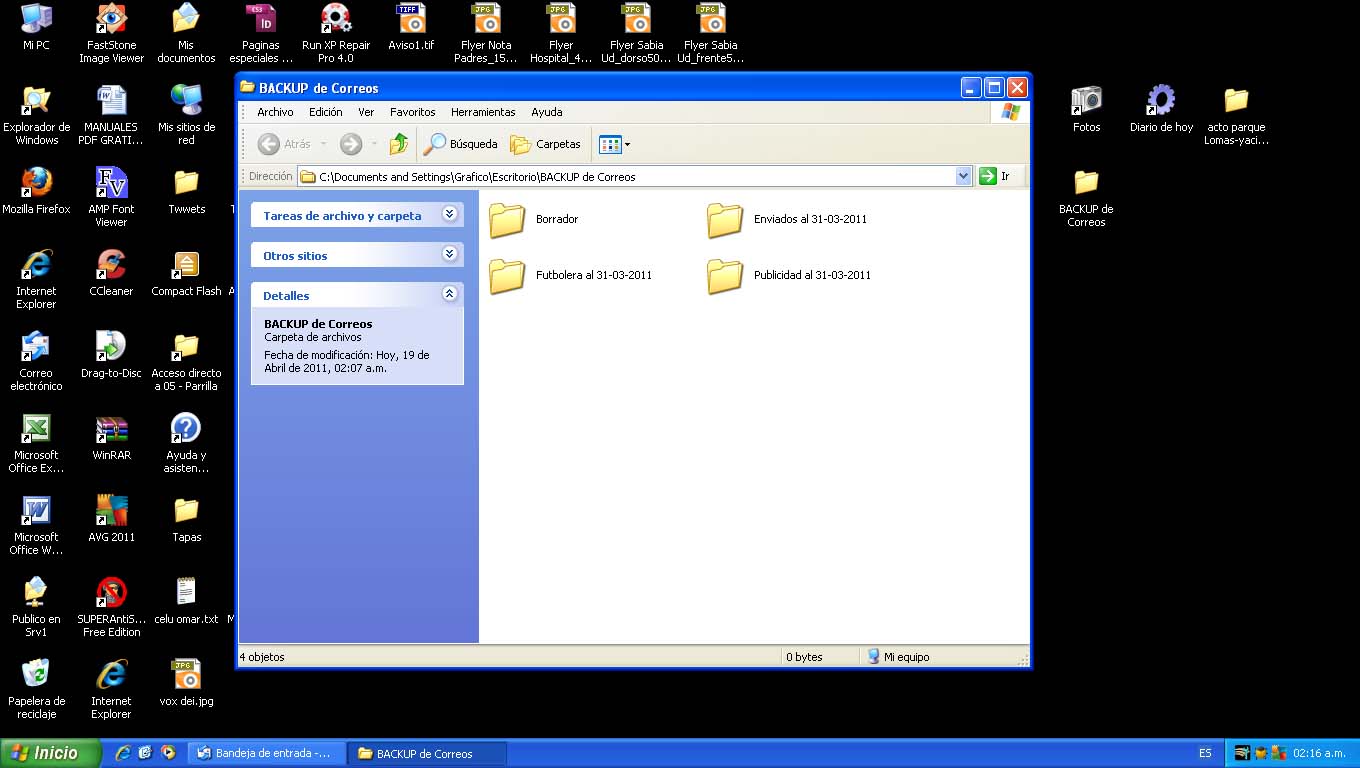 Mi PC
FastStone
Image Viewer
Mis
documentos
CS3
ID
Paginas
especiales ...
Run XP Repair
Pro 4.0
TIFF
Aviso1.tif
JPG
Flyer Nota
Padres_15...
JPG
Flyer
Hospital_4...
JPG
Flyer Sabia
Ud_dorso50...
JPG
Flyer Sabia
Ud_frente5...
Explorador de
Windows
MANUALES
PDF GRATI...
Mis sitios de
red
Mozilla Firefox
FV
AMP Font
Viewer
Twwets
Internet
Explorer
CCleaner
Compact Flash
Correo
electrónico
Drag-to-Disc
Acceso directo
a 05 - Parrilla
Microsoft
Office Ex...
WinRAR
Ayuda y
asisten...
Microsoft
Office W...
AVG 2011
Tapas
Publico en
Srv1
SUPERAntiS...
Free Edition
celu omar.txt
Papelera de
reciclaje
Internet
Explorer
JPG
vox dei.jpg
BACKUP de Correos
Archivo Edición Ver Favoritos Herramientas Ayuda
Atrás Búsqueda Carpetas
Dirección C:\Documents and Settings\Grafico\Escritorio\BACKUP de Correos Ir
Tareas de archivo y carpeta
Otros sitios
Detalles
BACKUP de Correos
Carpeta de archivos
Fecha de modificación: Hoy, 19 de
Abril de 2011, 02:07 a.m.
Borrador
Enviados al 31-03-2011
Futbolera al 31-03-2011
Publicidad al 31-03-2011
4 objetos
0 bytes
Mi equipo
Fotos
Diario de hoy
acto parque
Lomas-yaci...
BACKUP de
Correos
Inicio
Bandeja de entrada -...
BACKUP de Correos
ES
02:16 a.m.